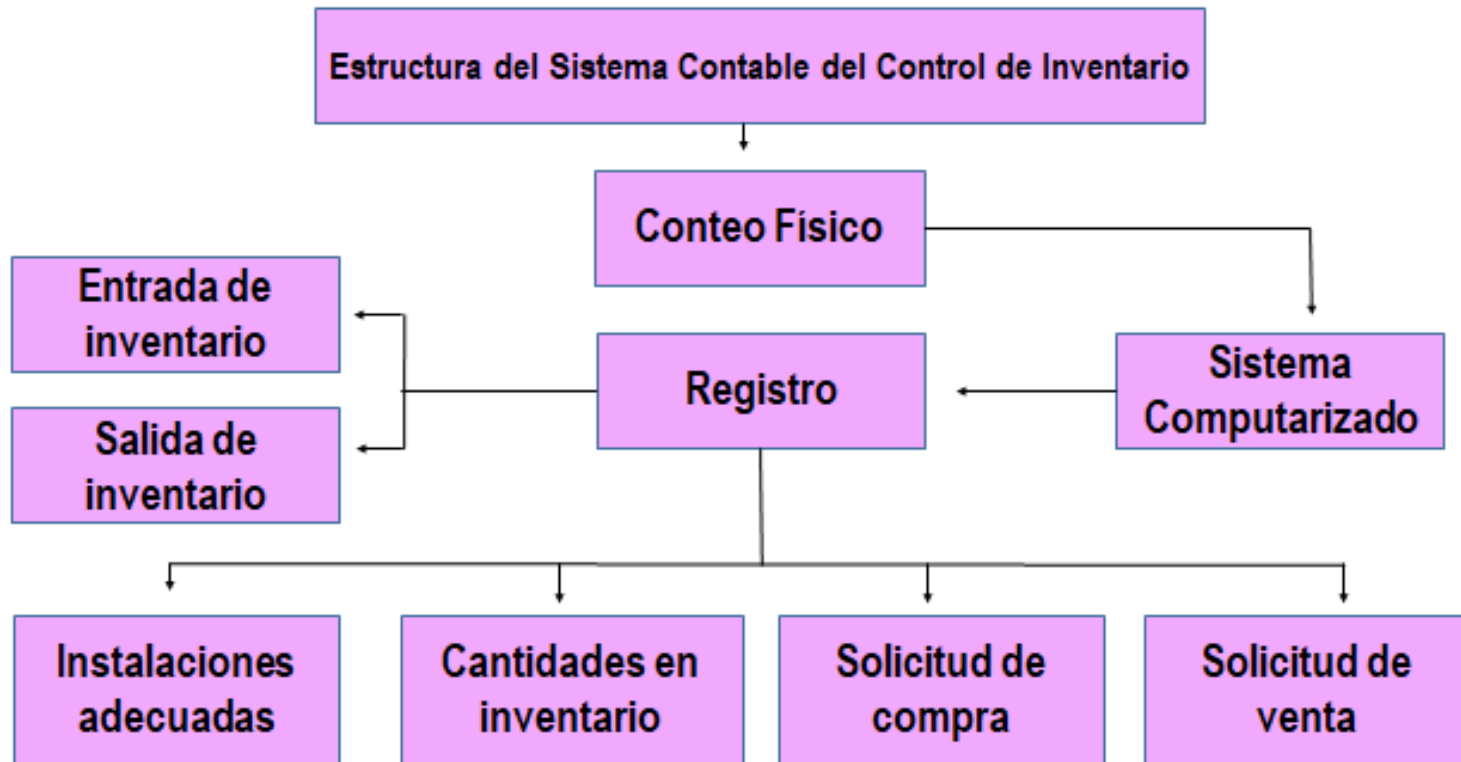 Estructura del Sistema Contable del Control de Inventario
Conteo Físico
Entrada de
inventario
Registro
Sistema
Computarizado
Salida de
inventario
Instalaciones
adecuadas
Cantidades en
inventario
Solicitud de
compra
Solicitud de
venta